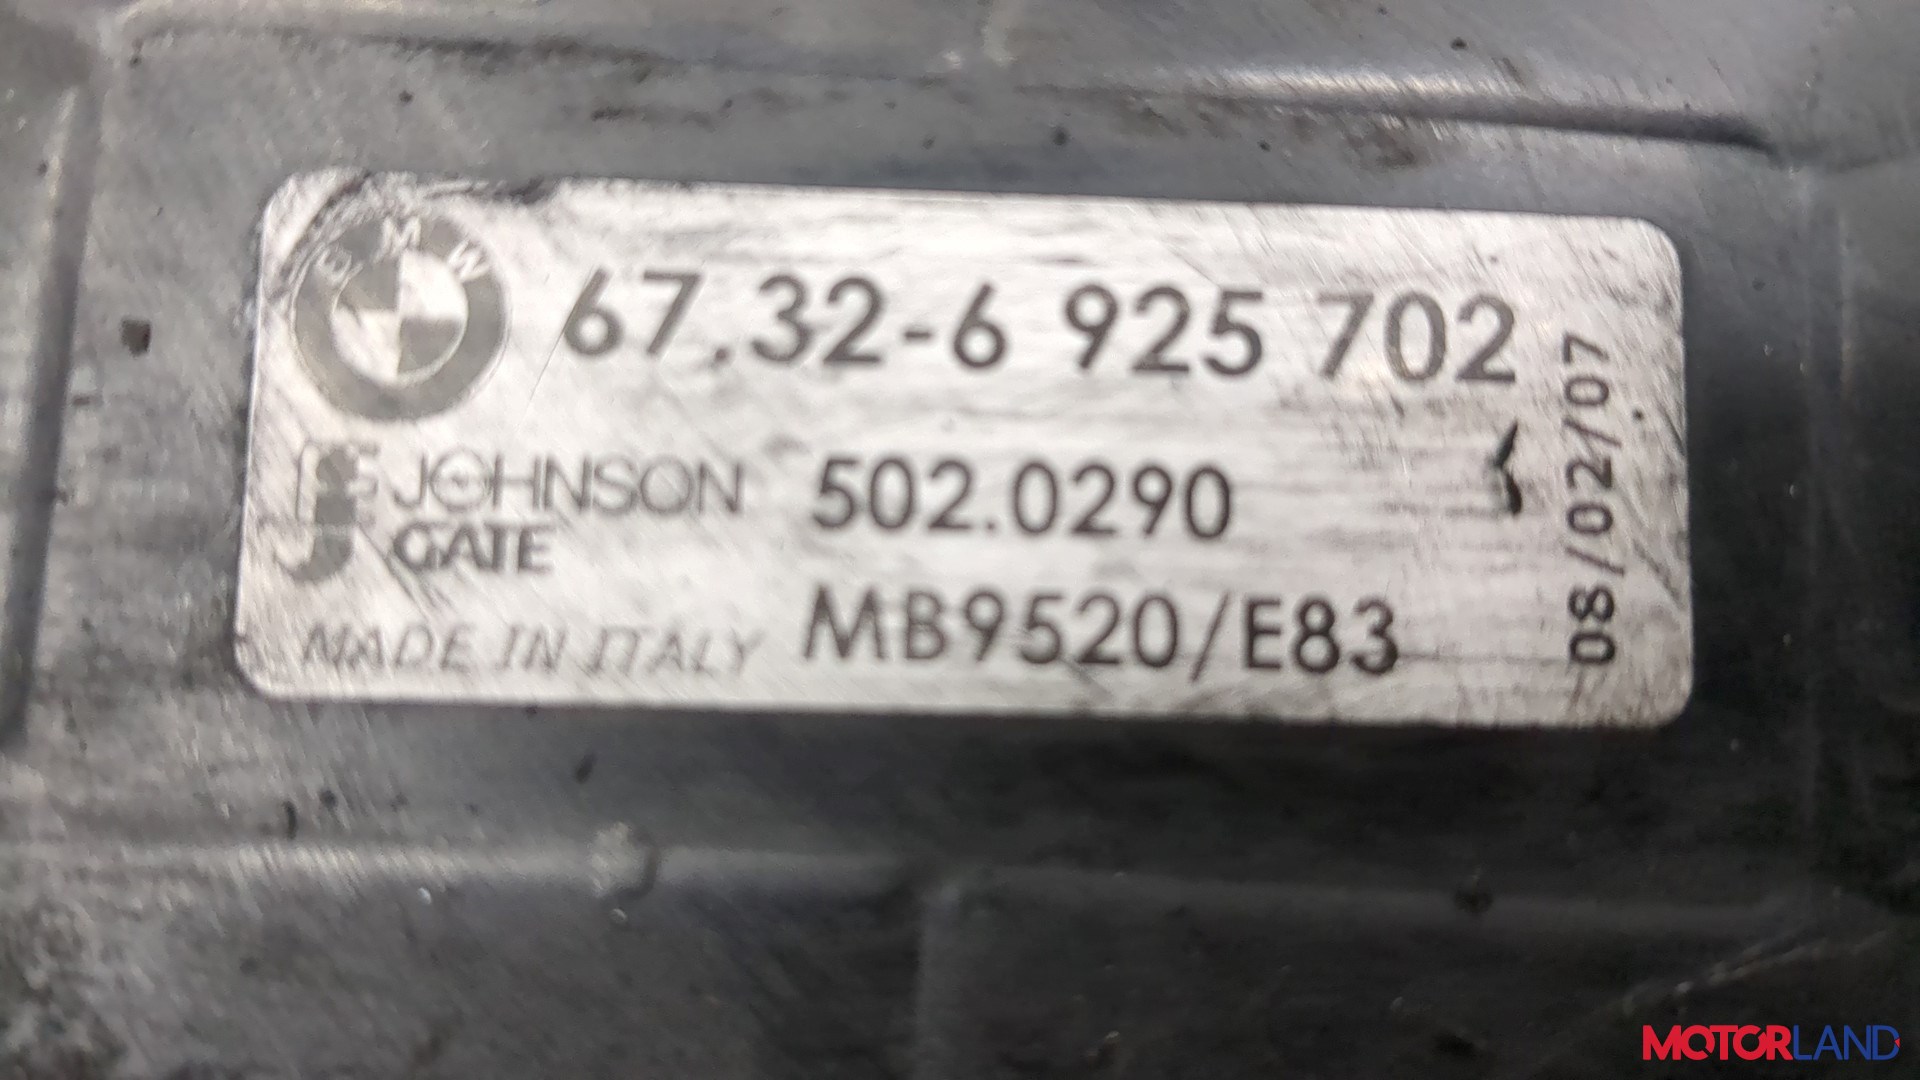 BMW
67.32-6 925 702
JOHNSON
GATE
502.0290
MADE IN ITALY
MB9520/E83
08/02/07
MOTORLAND